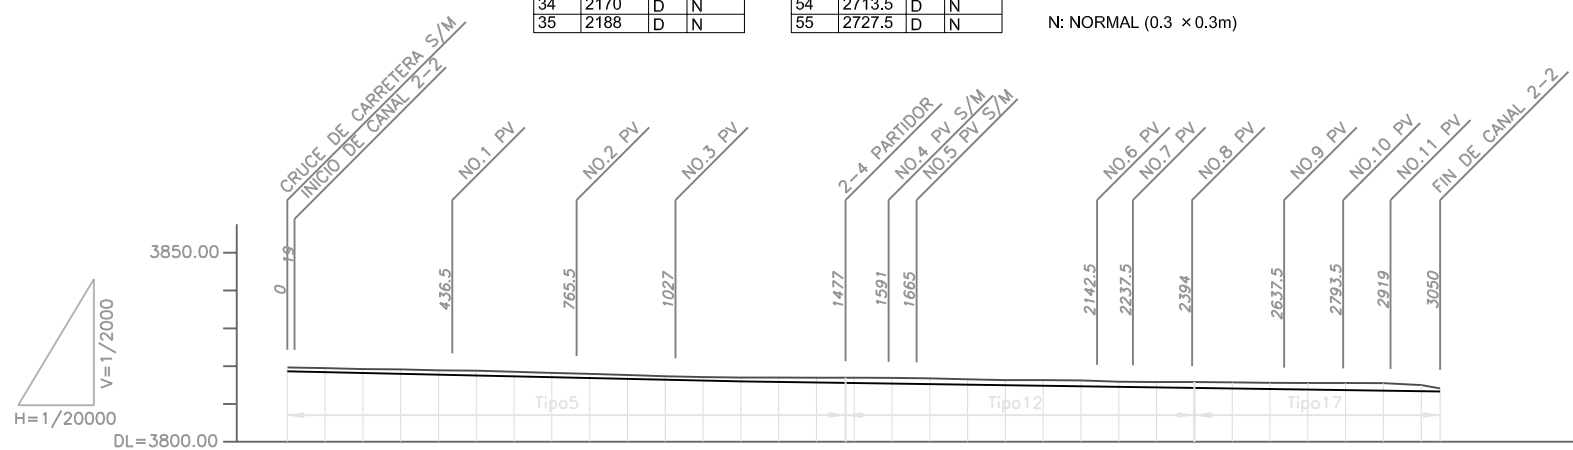 34 2170 D N
35 2188 D N
54 2713.5 D N
55 2727.5 D N
N: NORMAL (0.3 ×0.3m)
CRUCE DE CARRETERA S/M
INICIO DE CANAL 2-2
NO.1 PV
NO.2 PV
NO.3 PV
2-4 PARTIDOR
NO.4 PV S/M
NO.5 PV S/M
NO.6 PV
NO.7 PV
NO.8 PV
NO.9 PV
NO.10 PV
NO.11 PV
FIN DE CANAL 2-2
3850.00
0
19
436.5
765.5
1027
1477
1591
1665
2142.5
2237.5
2394
2637.5
2793.5
2919
3050
V=1/2000
H=1/20000
Tipo5
Tipo12
Tipo17
DL=3800.00